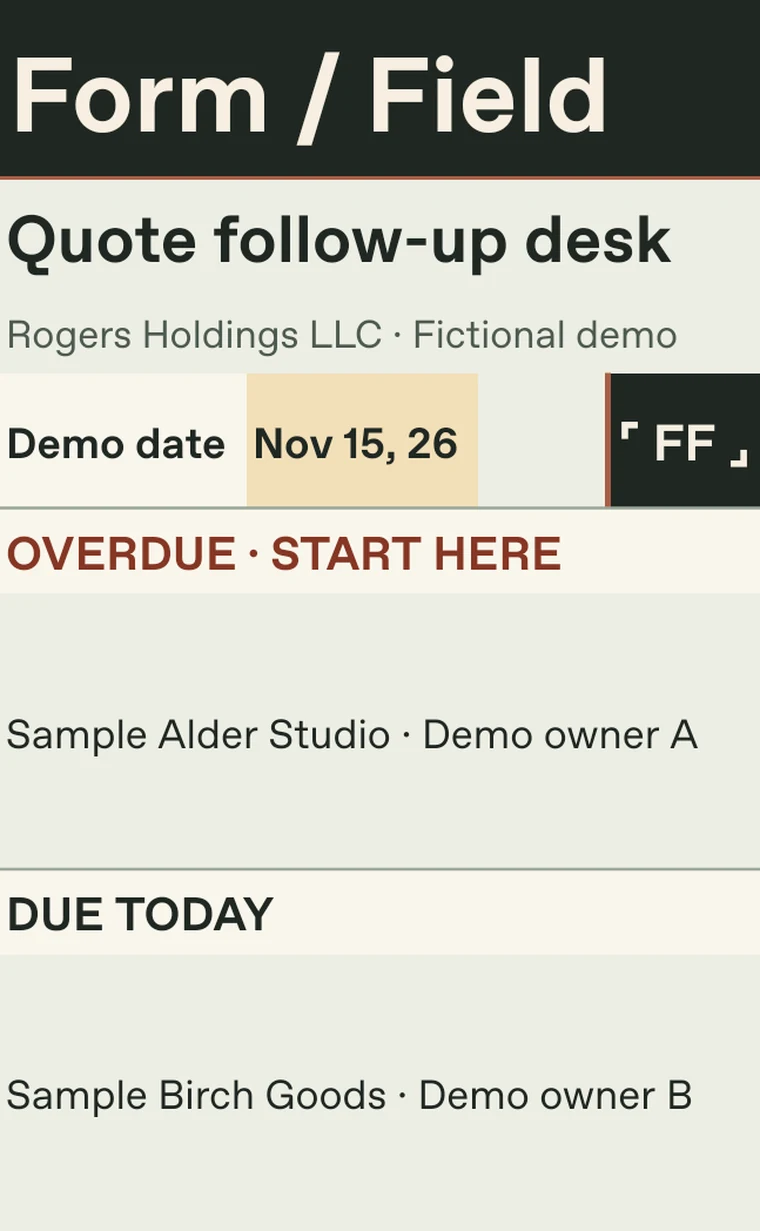 Form / Field
Quote follow-up desk
Rogers Holdings LLC · Fictional demo
Demo date Nov 15, 26 ⌜ FF ⌟
OVERDUE · START HERE
Sample Alder Studio · Demo owner A
DUE TODAY
Sample Birch Goods · Demo owner B